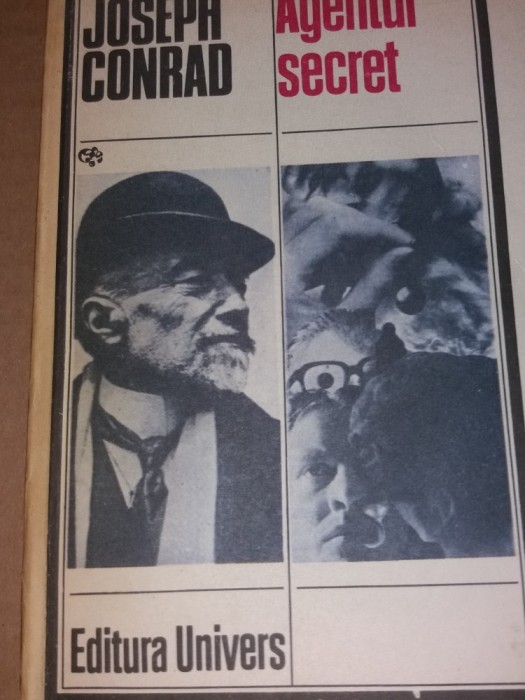 JOSEPH
CONRAD
Agentul
secret
Editura Univers